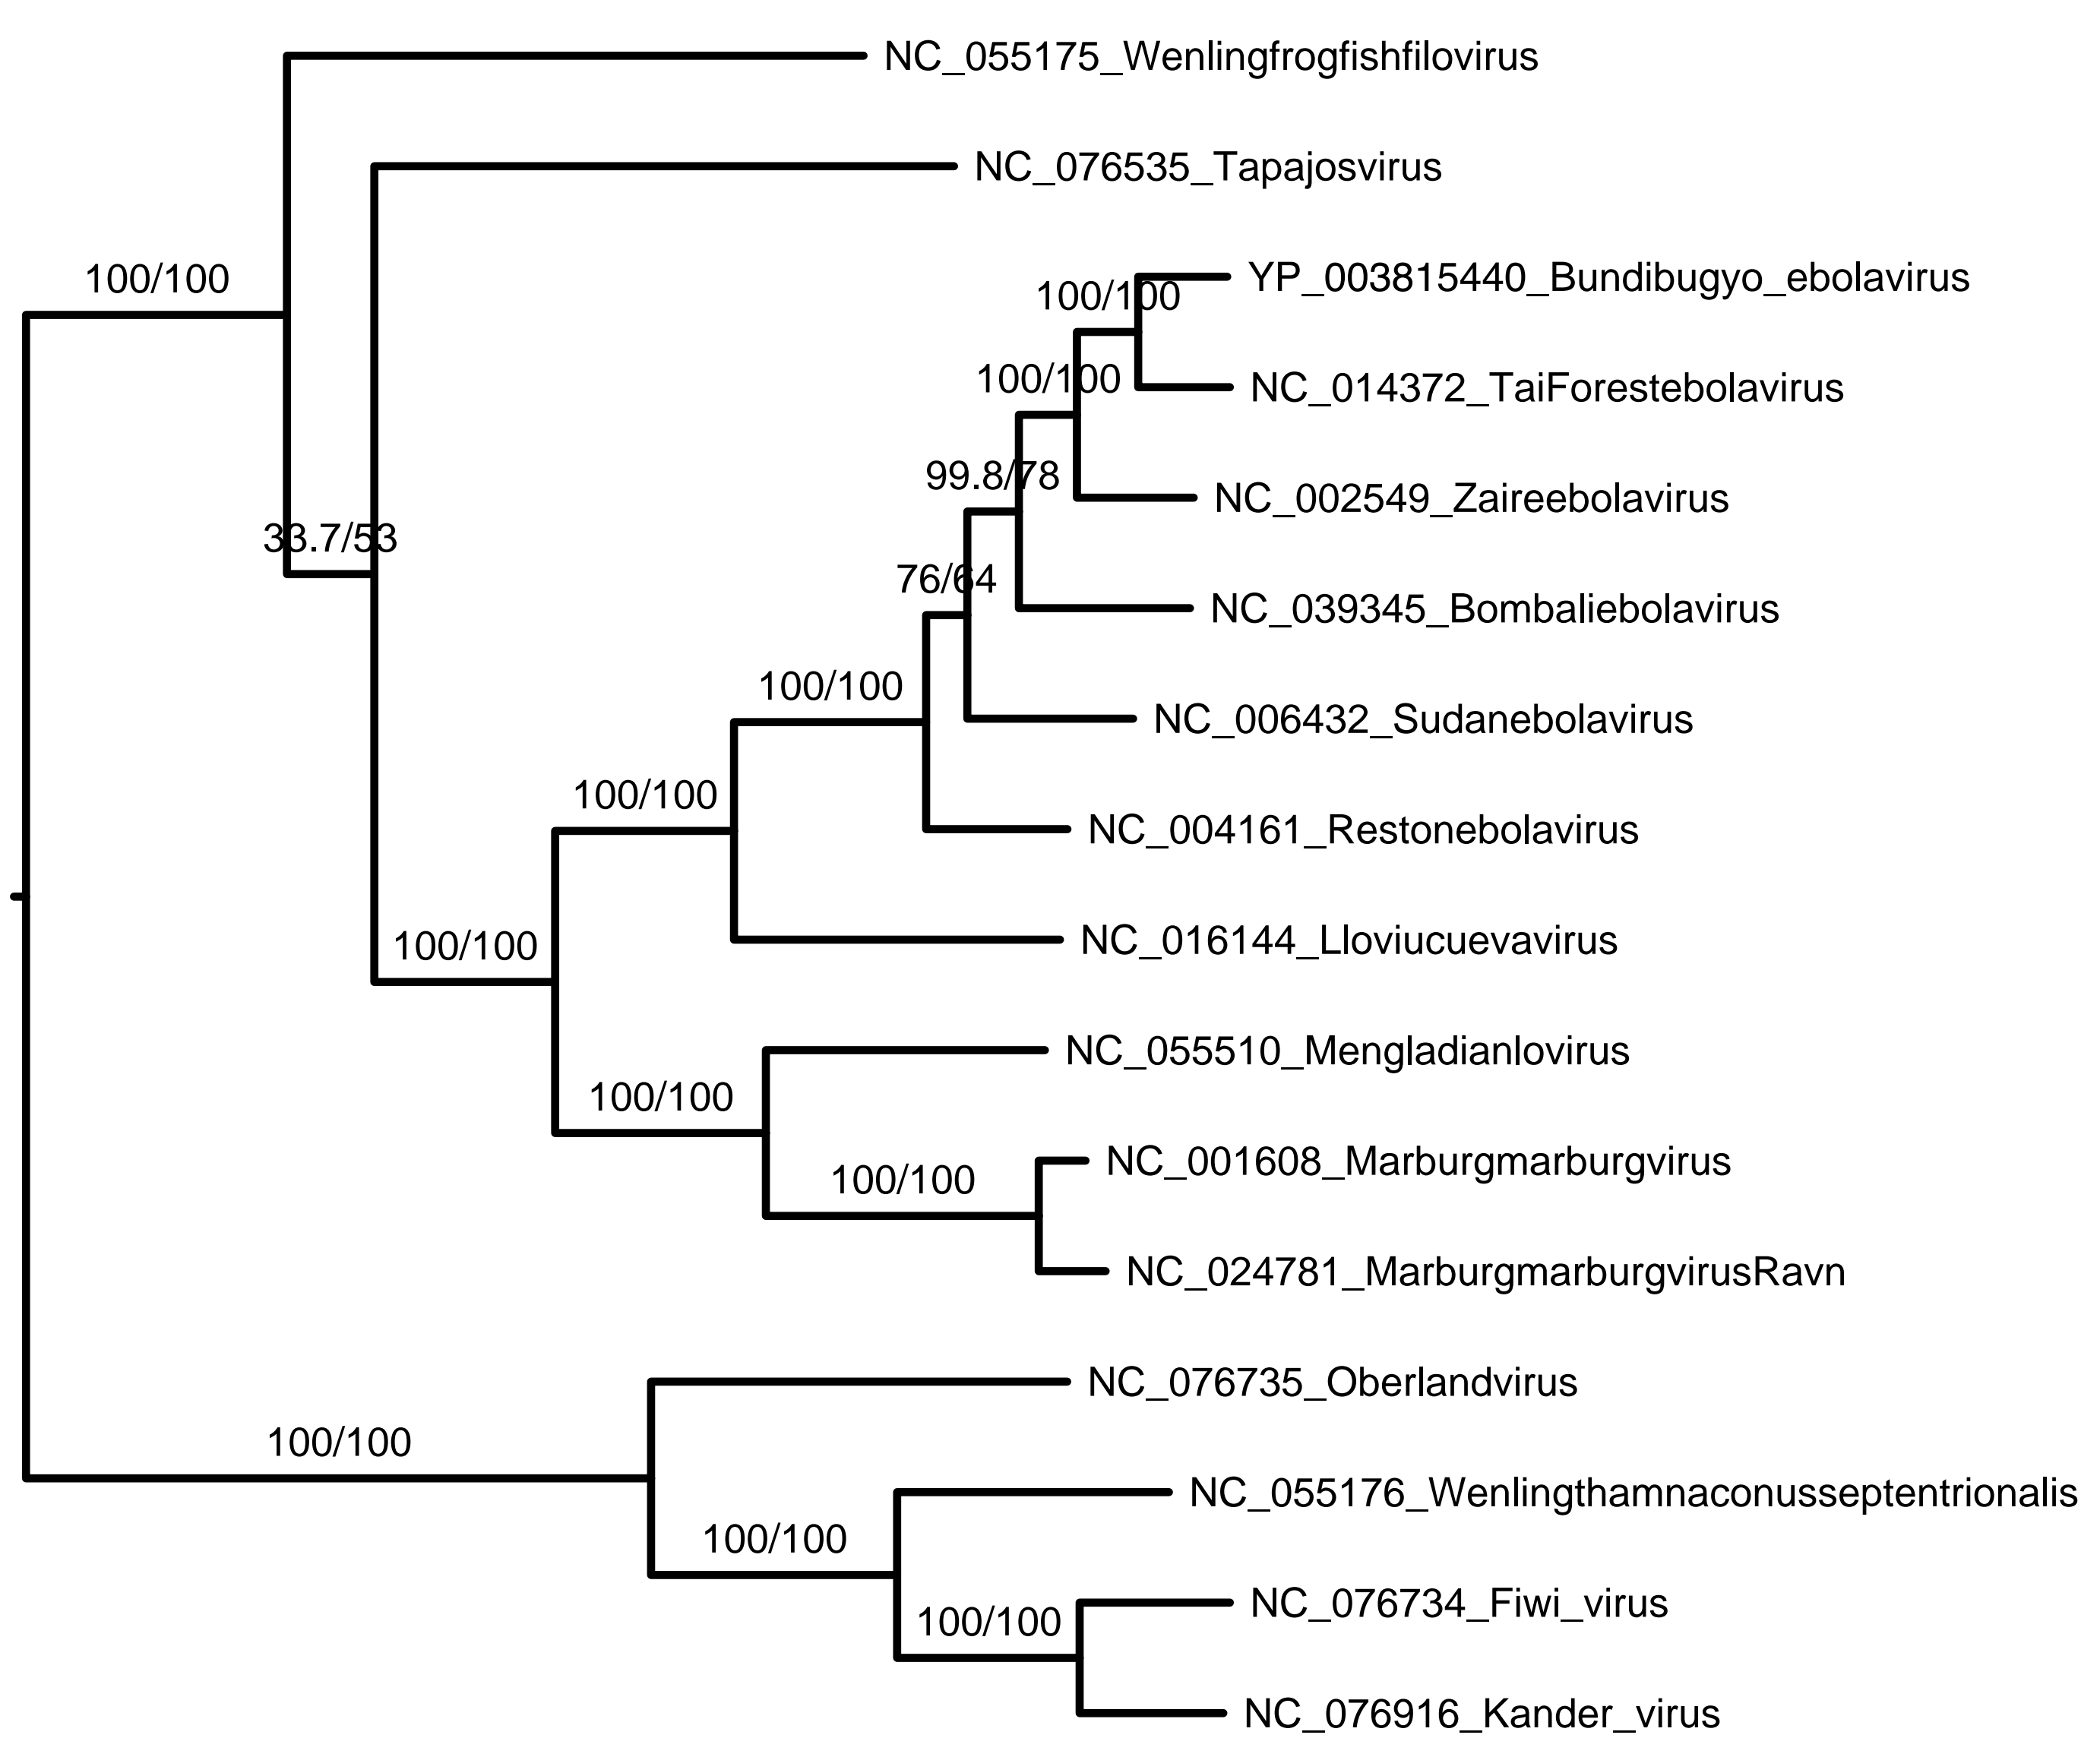 NC_055175_Wenlingfrogfishfilovirus
NC_076535_Tapajosvirus
100/100
YP_003815440_Bundibugyo_ebolavirus
100/100
100/100
NC_014372_TaiForestebolavirus
99.8/78
NC_002549_Zaireebolavirus
33.7/53
76/64
NC_039345_Bombaliebolavirus
100/100
NC_006432_Sudanebolavirus
100/100
NC_004161_Restonebolavirus
100/100
NC_016144_Lloviucuevavirus
NC_055510_Mengladianlovirus
100/100
NC_001608_Marburgmarburgvirus
100/100
NC_024781_MarburgmarburgvirusRavn
NC_076735_Oberlandvirus
100/100
NC_055176_Wenlingthamnaconusseptentrionalis
100/100
NC_076734_Fiwi_virus
100/100
NC_076916_Kander_virus